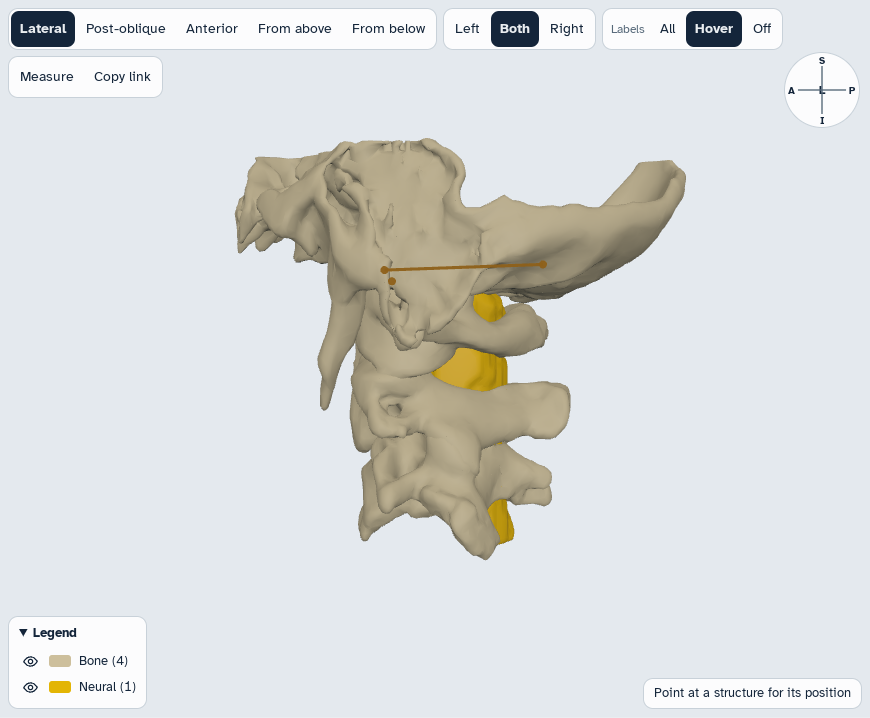 Lateral Post-oblique Anterior From above From below Left Both Right Labels All Hover Off
Measure Copy link
S
A L P
I
▼ Legend
Bone (4)
Neural (1)
Point at a structure for its position